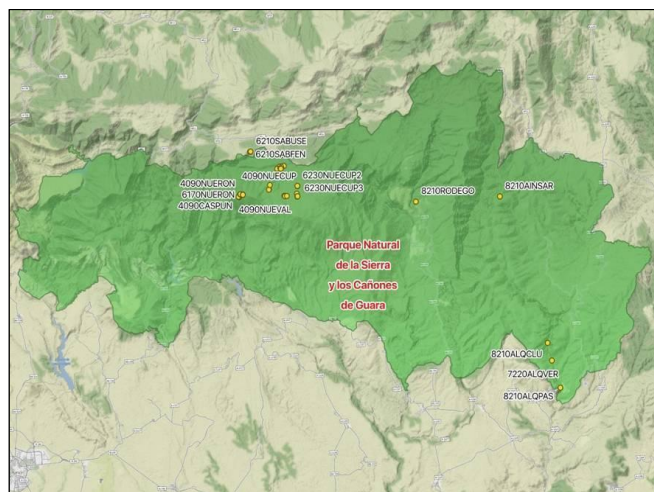 6210SABUSE
6210SABFEN
4090NUECUP
6230NUECUP2
4090NUERON
6230NUECUP3
6170NUERON
8210RODEGO
8210AINSAR
4090CASPUN
4090NUEVAL
Parque Natural
de la Sierra
y los Cañones
de Guara
8210ALQCLU
7220ALQVER
8210ALQPAS